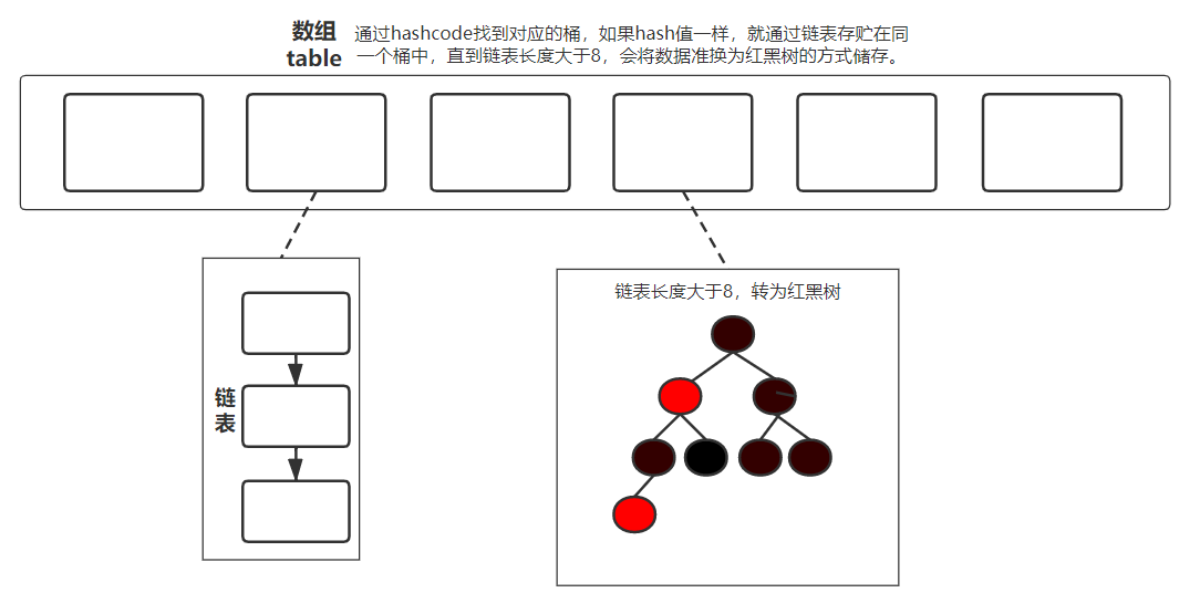 数组
table
通过hashcode找到对应的桶，如果hash值一样，就通过链表存贮在同
一个桶中，直到链表长度大于8，会将数据准换为红黑树的方式储存。
链表长度大于8，转为红黑树
链
表